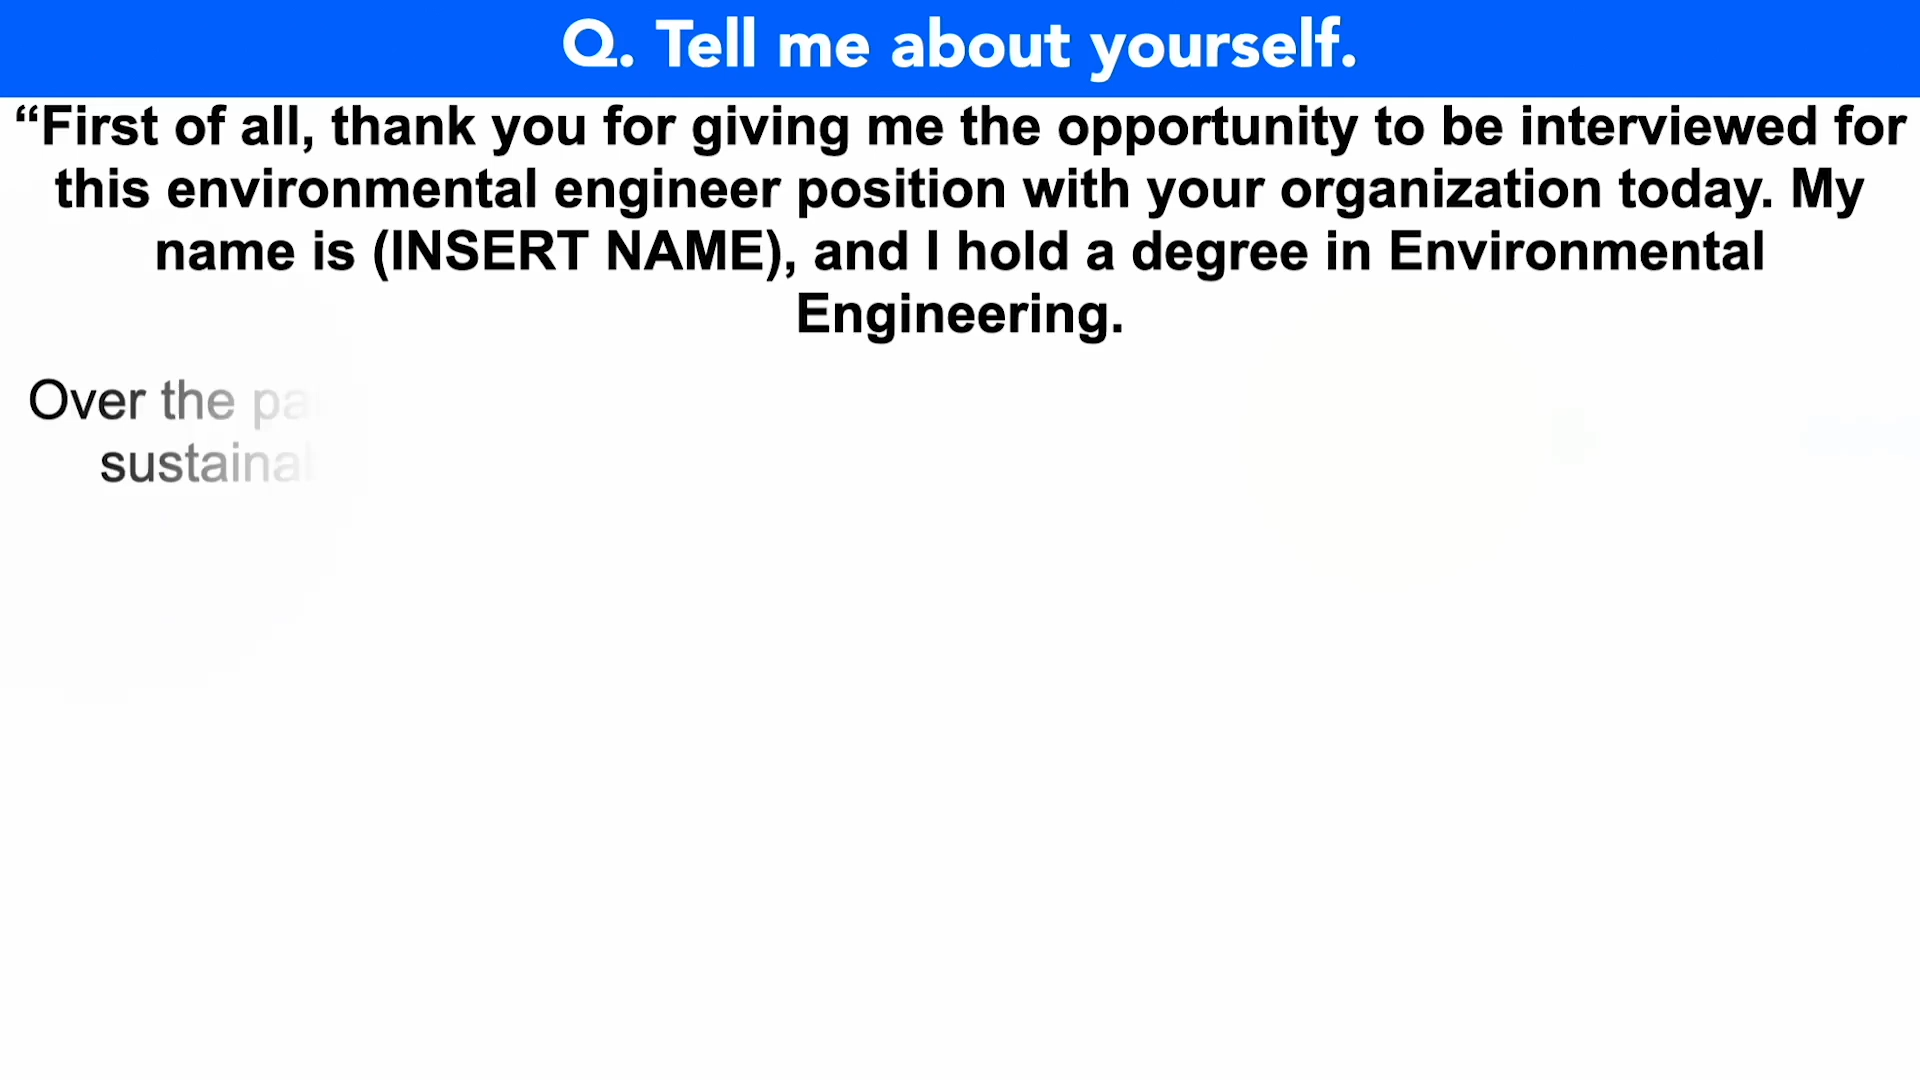 Q. Tell me about yourself.
“First of all, thank you for giving me the opportunity to be interviewed for
this environmental engineer position with your organization today. My
name is (INSERT NAME), and I hold a degree in Environmental
Engineering.
Over the